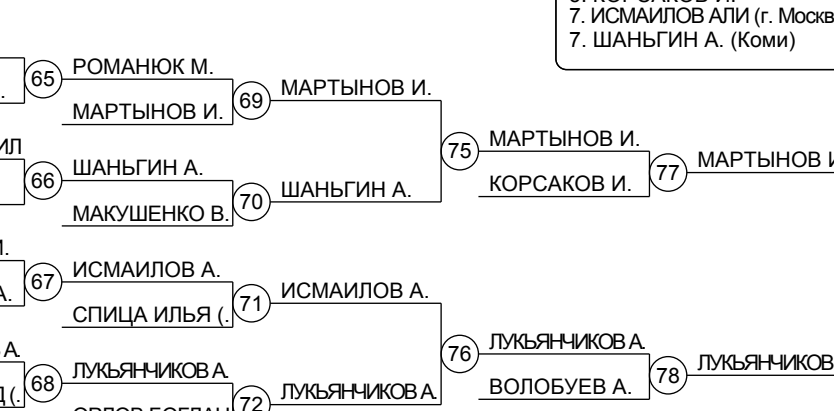 7. ИСМАИЛОВ АЛИ (г. Москв
7. ШАНЬГИН А. (Коми)
65
РОМАНЮК М.
МАРТЫНОВ И.
69
МАРТЫНОВ И.
66
ШАНЬГИН А.
МАКУШЕНКО В.
70
ШАНЬГИН А.
75
МАРТЫНОВ И.
КОРСАКОВ И.
77
МАРТЫНОВ И
67
ИСМАИЛОВ А.
СПИЦА ИЛЬЯ (.
71
ИСМАИЛОВ А.
68
ЛУКЬЯНЧИКОВ А.
72
ЛУКЬЯНЧИКОВ А.
76
ЛУКЬЯНЧИКОВ А.
ВОЛОБУЕВ А.
78
ЛУКЬЯНЧИКОВ